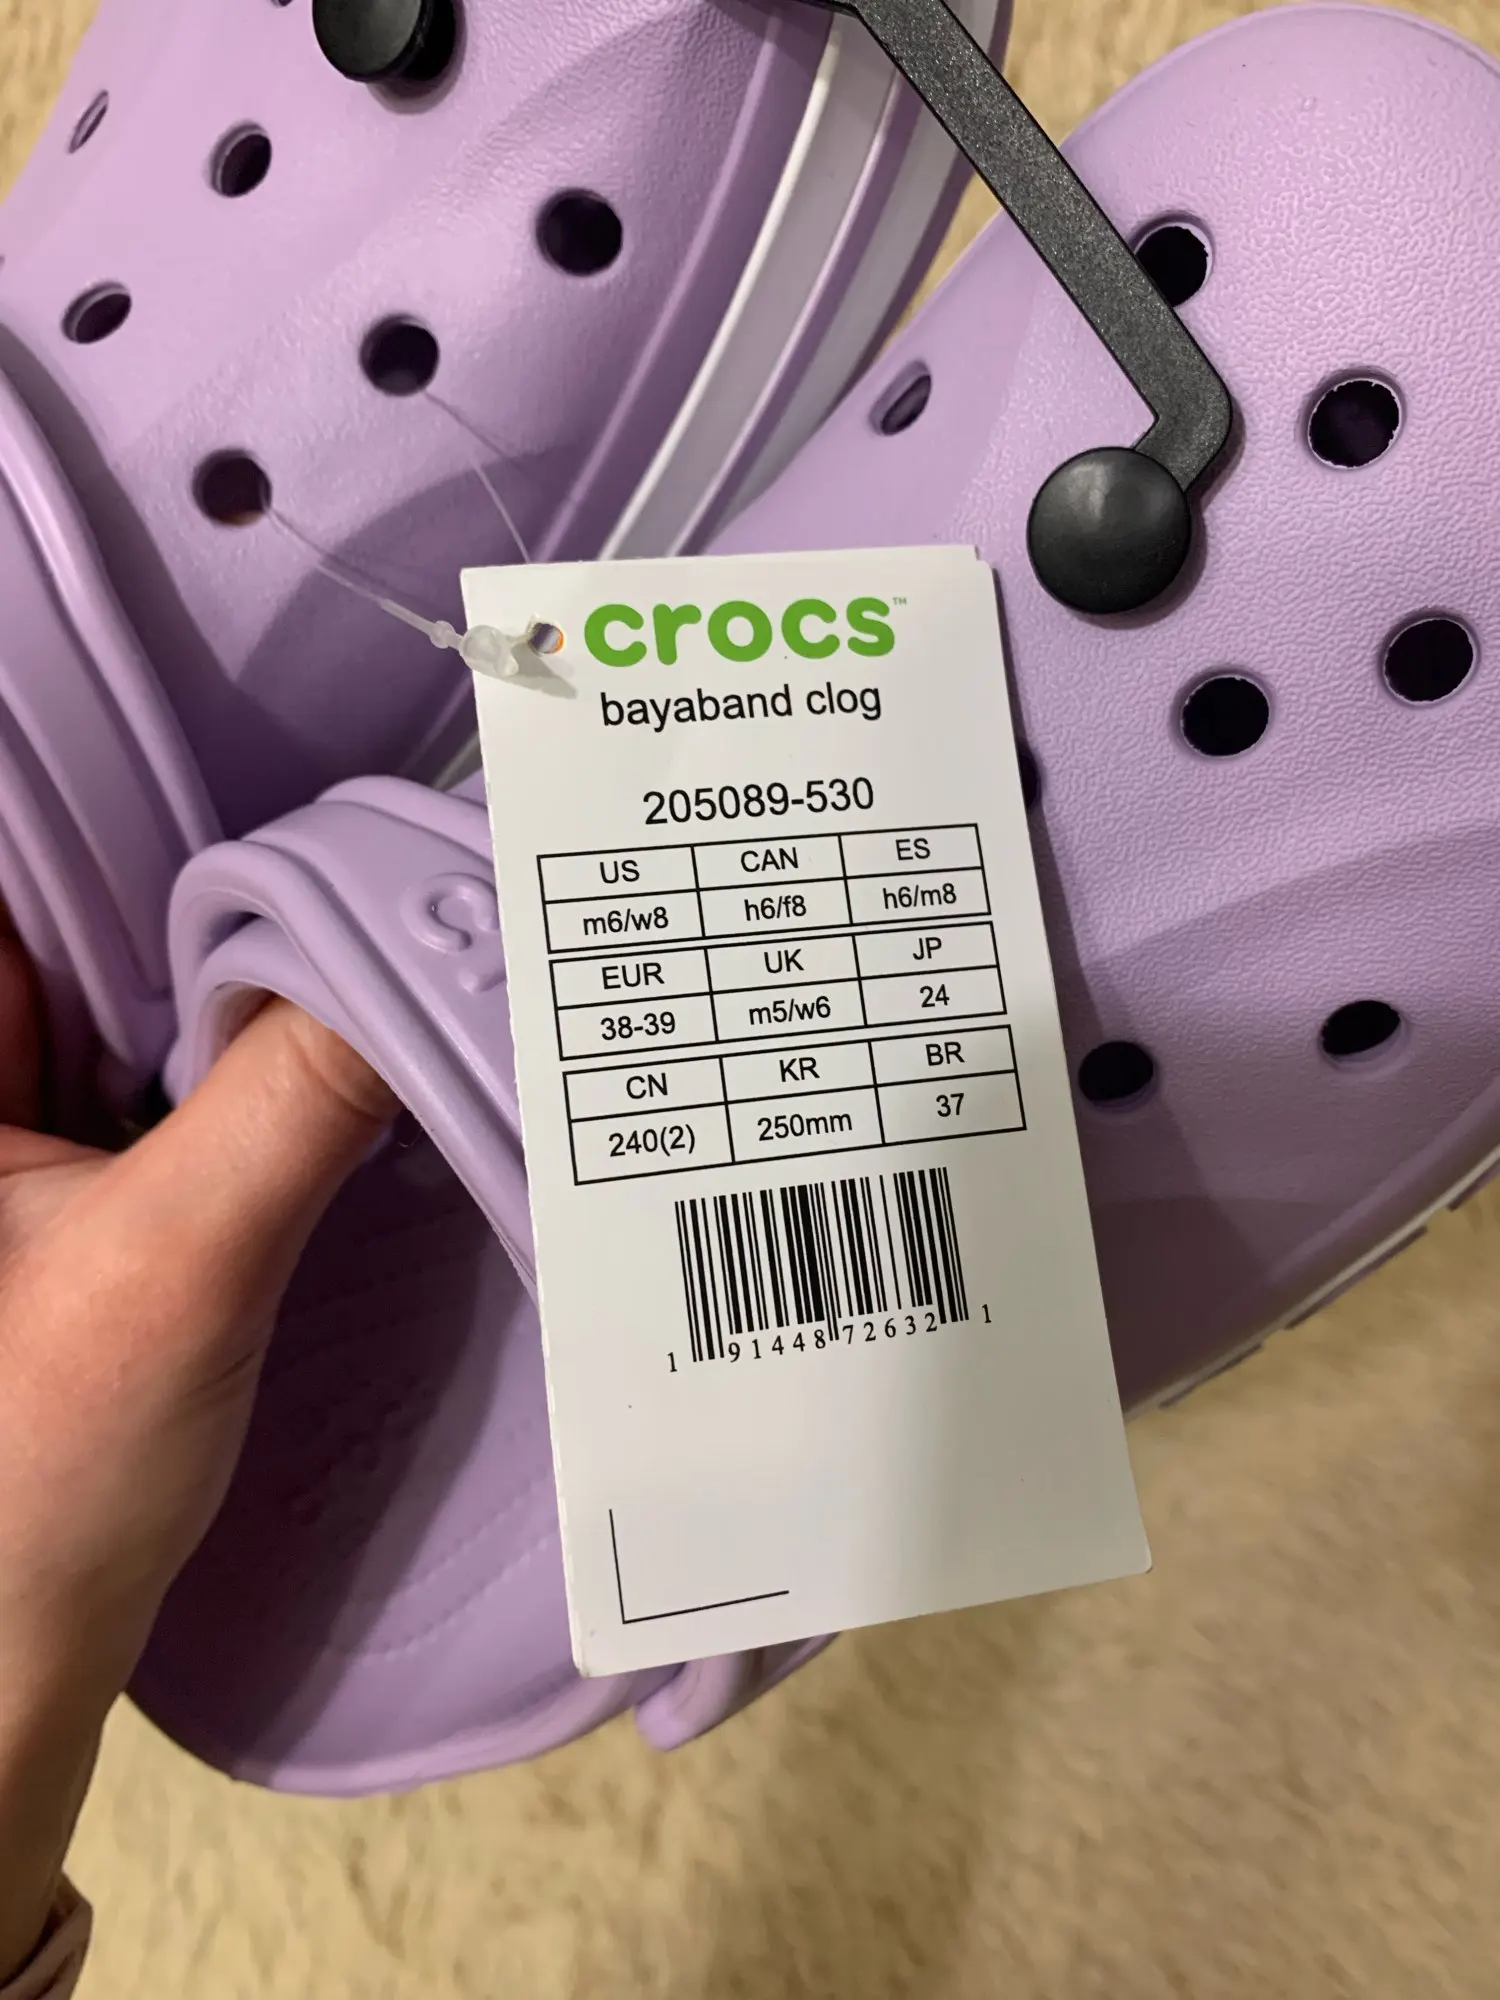 crocs™
bayaband clog
205089-530
US CAN ES
m6/w8 h6/f8 h6/m8
EUR UK JP
38-39 m5/w6 24
CN KR BR
240(2) 250mm 37
1 91448 72632 1